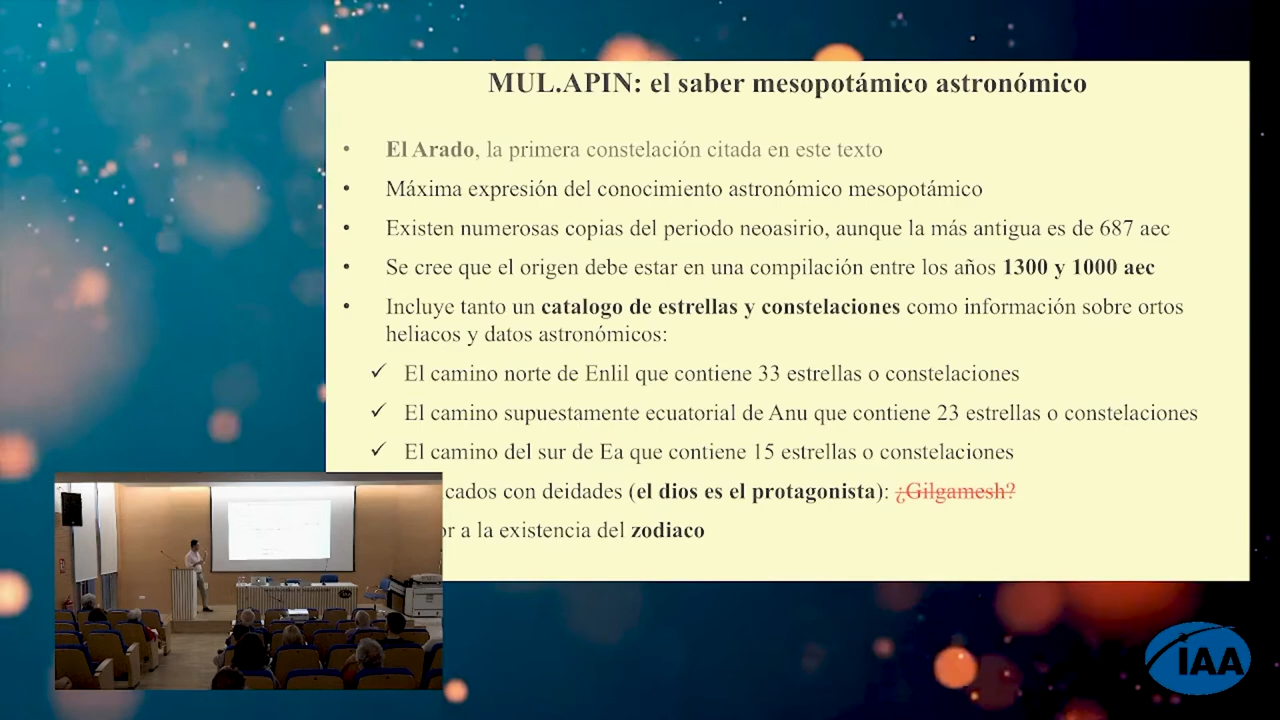 MUL.APIN: el saber mesopotámico astronómico
• El Arado, la primera constelación citada en este texto
• Máxima expresión del conocimiento astronómico mesopotámico
• Existen numerosas copias del periodo neoasirio, aunque la más antigua es de 687 aec
• Se cree que el origen debe estar en una compilación entre los años 1300 y 1000 aec
• Incluye tanto un catalogo de estrellas y constelaciones como información sobre ortos
heliacos y datos astronómicos:
✓ El camino norte de Enlil que contiene 33 estrellas o constelaciones
✓ El camino supuestamente ecuatorial de Anu que contiene 23 estrellas o constelaciones
✓ El camino del sur de Ea que contiene 15 estrellas o constelaciones
cados con deidades (el dios es el protagonista): ¿Gilgamesh?
or a la existencia del zodiaco
IAA